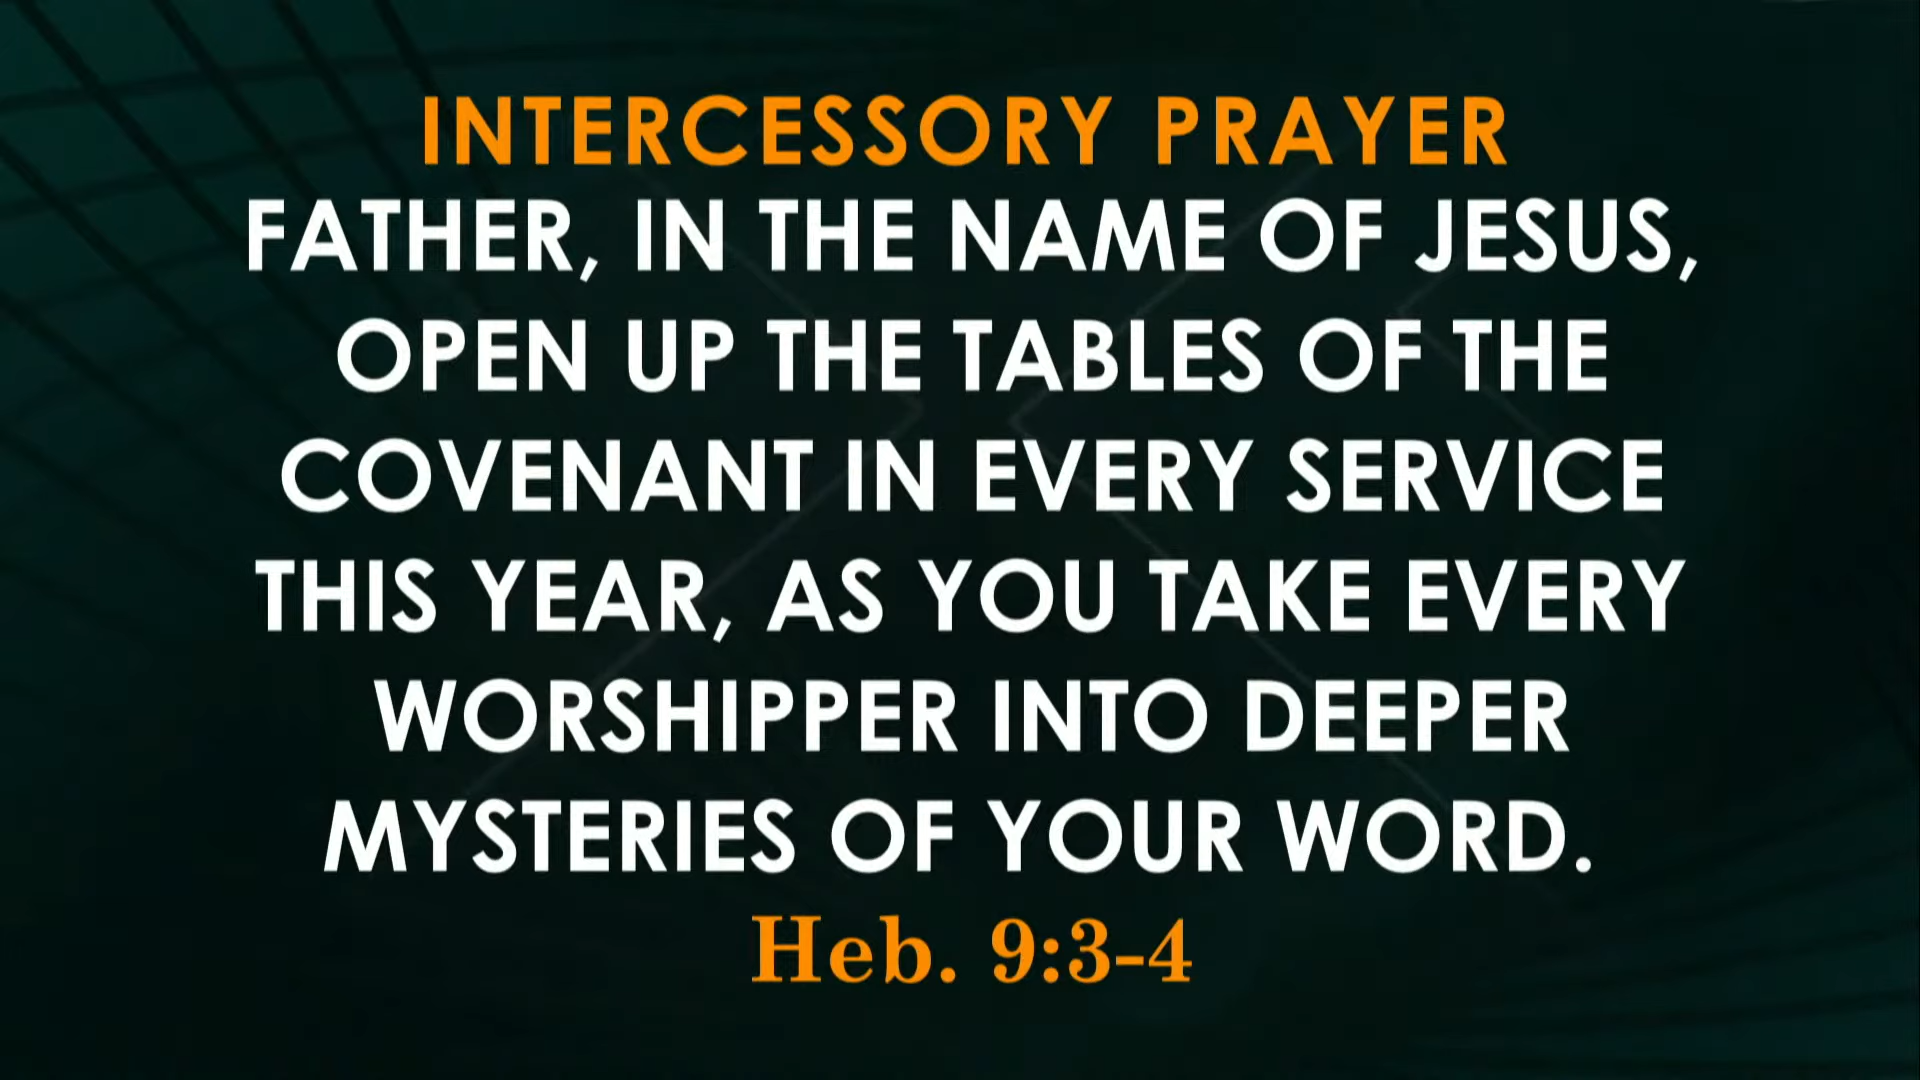 INTERCESSORY PRAYER
FATHER, IN THE NAME OF JESUS,
OPEN UP THE TABLES OF THE
COVENANT IN EVERY SERVICE
THIS YEAR, AS YOU TAKE EVERY
WORSHIPPER INTO DEEPER
MYSTERIES OF YOUR WORD.
Heb. 9:3-4